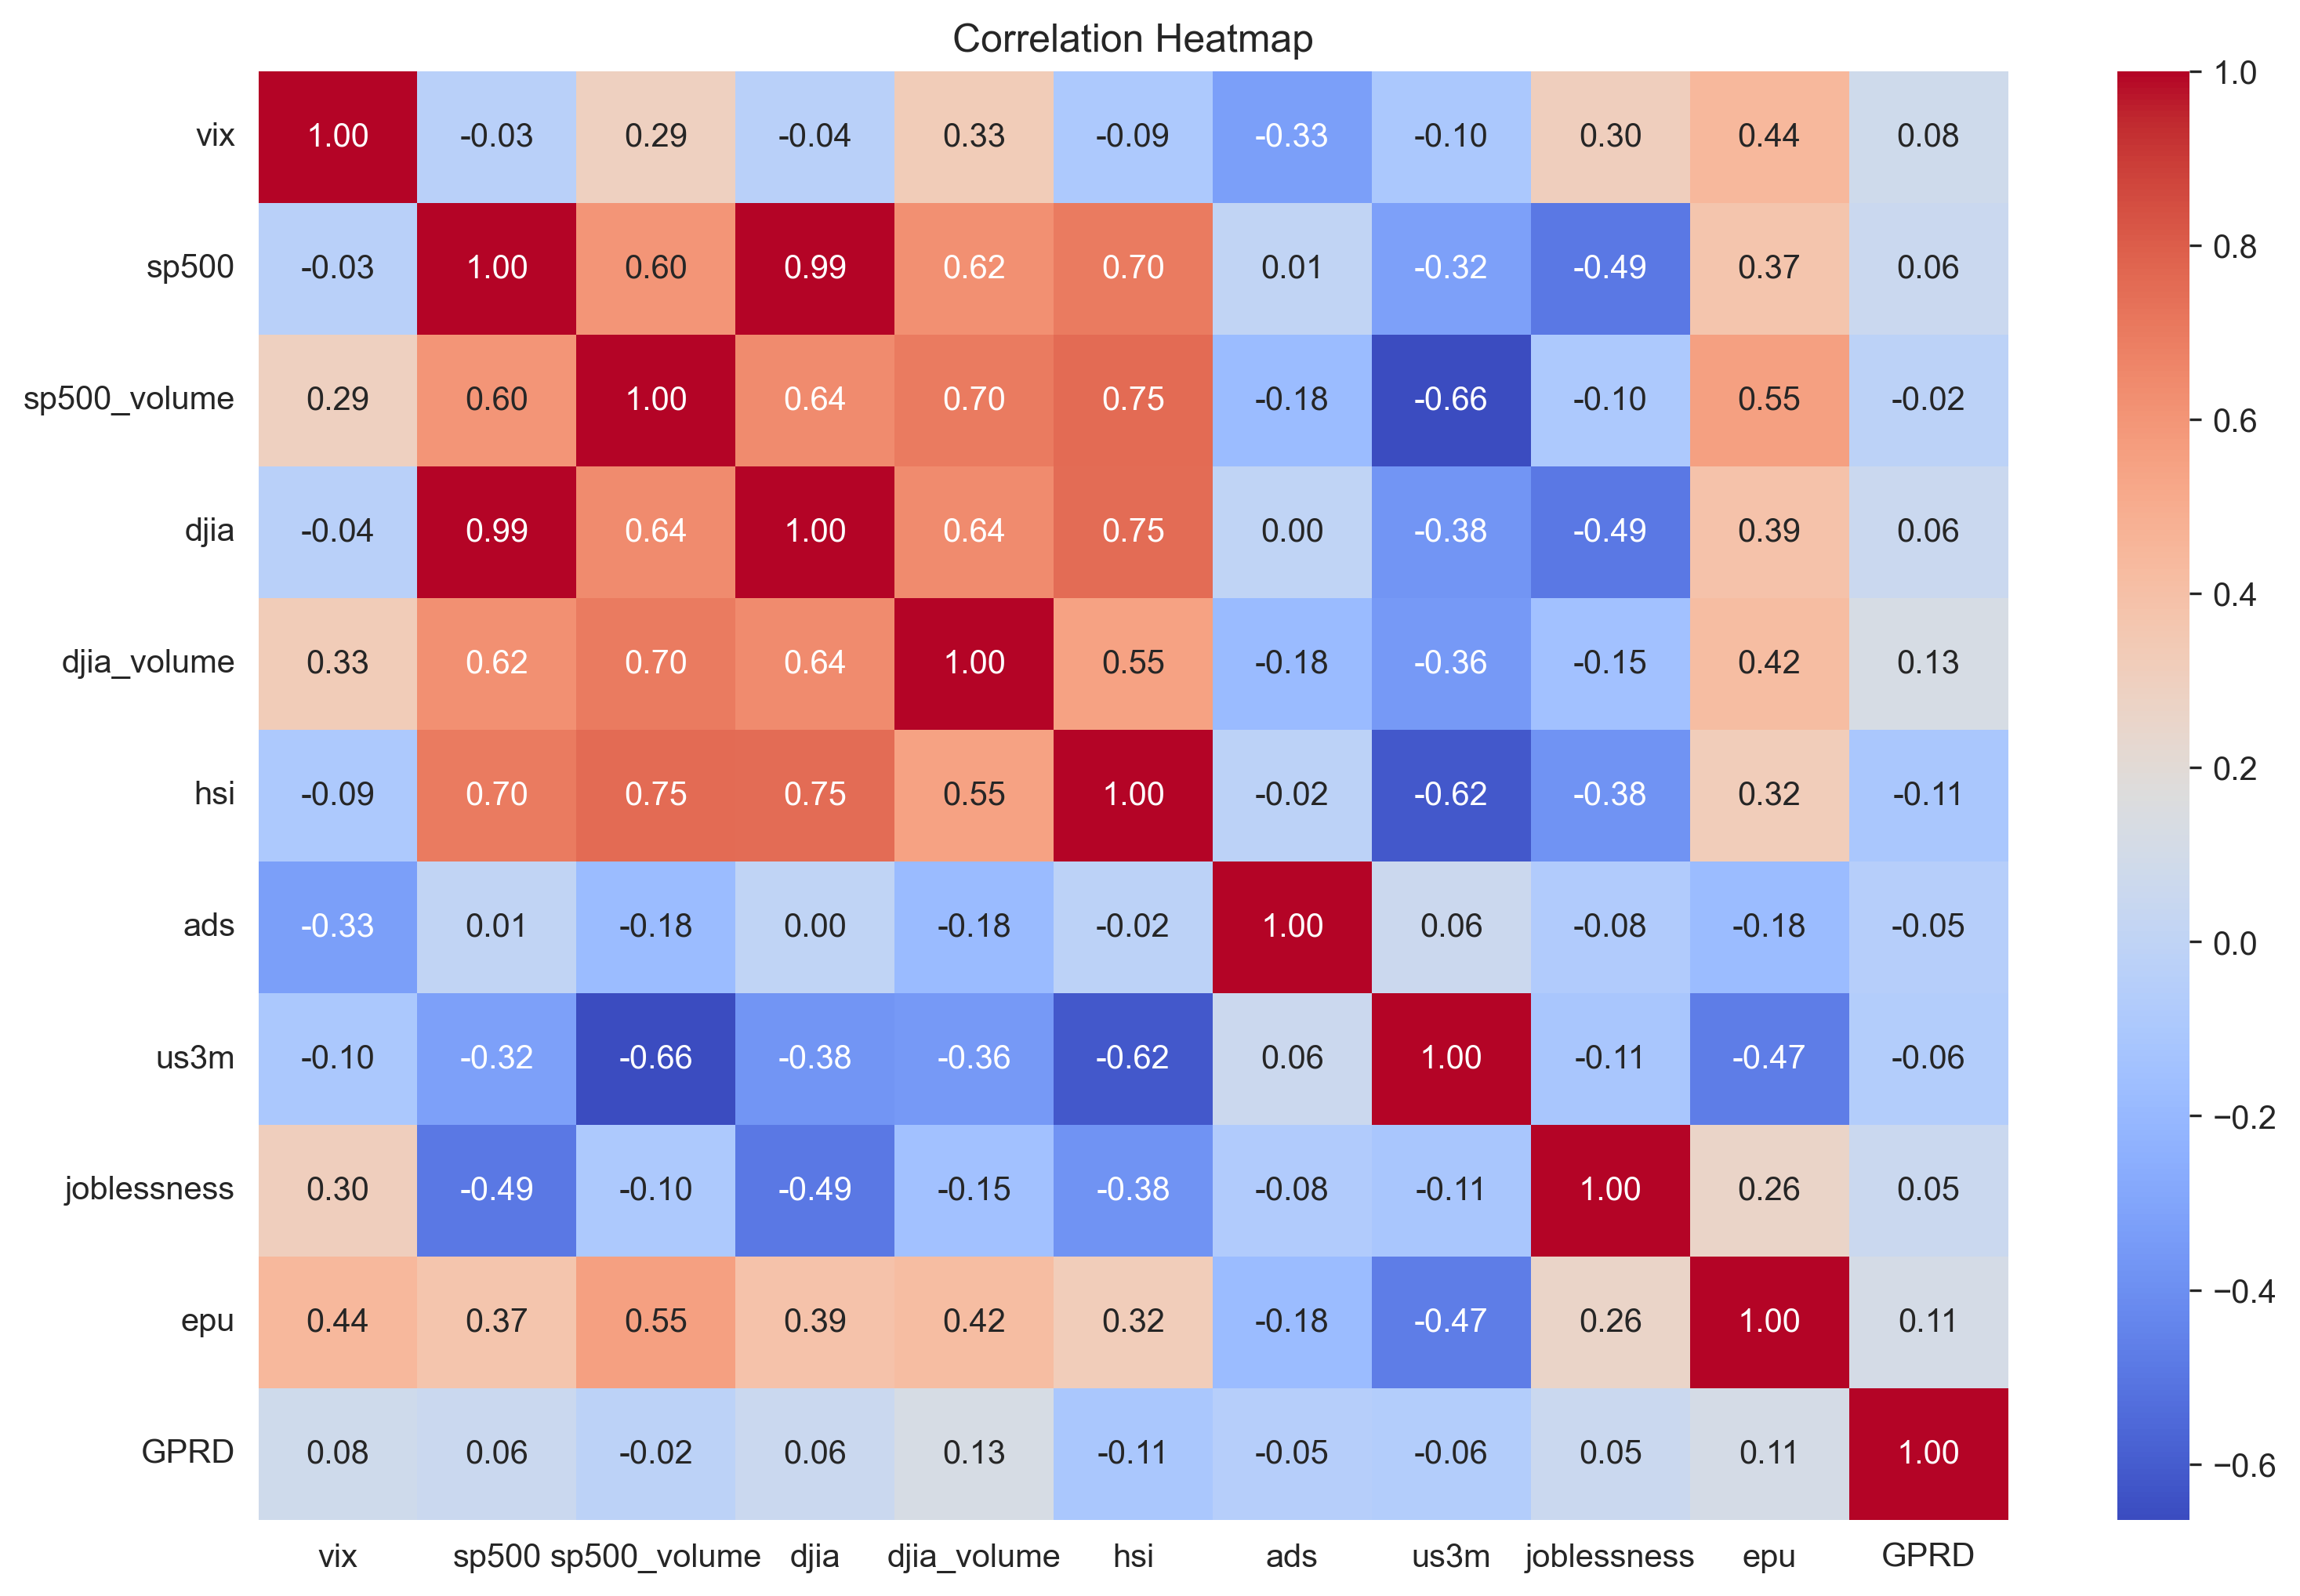 Correlation Heatmap
vix 1.00 -0.03 0.29 -0.04 0.33 -0.09 -0.33 -0.10 0.30 0.44 0.08
sp500 -0.03 1.00 0.60 0.99 0.62 0.70 0.01 -0.32 -0.49 0.37 0.06
sp500_volume 0.29 0.60 1.00 0.64 0.70 0.75 -0.18 -0.66 -0.10 0.55 -0.02
djia -0.04 0.99 0.64 1.00 0.64 0.75 0.00 -0.38 -0.49 0.39 0.06
djia_volume 0.33 0.62 0.70 0.64 1.00 0.55 -0.18 -0.36 -0.15 0.42 0.13
hsi -0.09 0.70 0.75 0.75 0.55 1.00 -0.02 -0.62 -0.38 0.32 -0.11
ads -0.33 0.01 -0.18 0.00 -0.18 -0.02 1.00 0.06 -0.08 -0.18 -0.05
us3m -0.10 -0.32 -0.66 -0.38 -0.36 -0.62 0.06 1.00 -0.11 -0.47 -0.06
joblessness 0.30 -0.49 -0.10 -0.49 -0.15 -0.38 -0.08 -0.11 1.00 0.26 0.05
epu 0.44 0.37 0.55 0.39 0.42 0.32 -0.18 -0.47 0.26 1.00 0.11
GPRD 0.08 0.06 -0.02 0.06 0.13 -0.11 -0.05 -0.06 0.05 0.11 1.00
vix sp500 sp500_volume djia djia_volume hsi ads us3m joblessness epu GPRD
1.0
0.8
0.6
0.4
0.2
0.0
−0.2
−0.4
−0.6